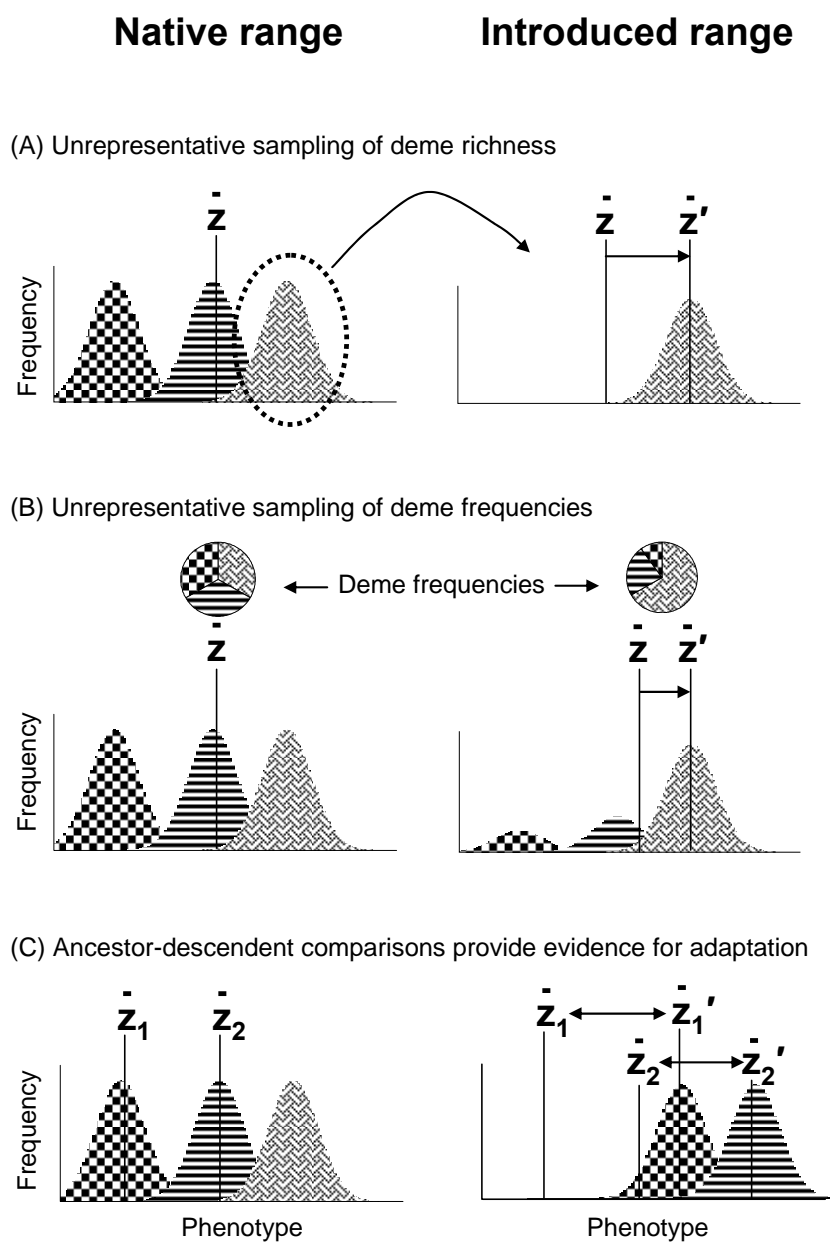 Native range Introduced range
(A) Unrepresentative sampling of deme richness
z̄ z̄ z̄′
Frequency
(B) Unrepresentative sampling of deme frequencies
Deme frequencies
z̄ z̄ z̄′
Frequency
(C) Ancestor-descendent comparisons provide evidence for adaptation
z̄₁ z̄₂ z̄₁ z̄₁′
z̄₂ z̄₂′
Frequency
Phenotype Phenotype